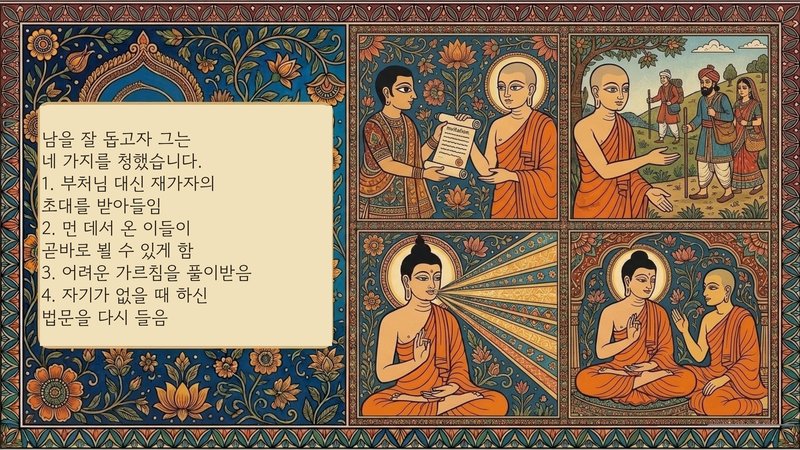 남을 잘 돕고자 그는
네 가지를 청했습니다.
1. 부처님 대신 재가자의
초대를 받아들임
2. 먼 데서 온 이들이
곧바로 뵐 수 있게 함
3. 어려운 가르침을 풀이받음
4. 자기가 없을 때 하신
법문을 다시 들음
Invitation